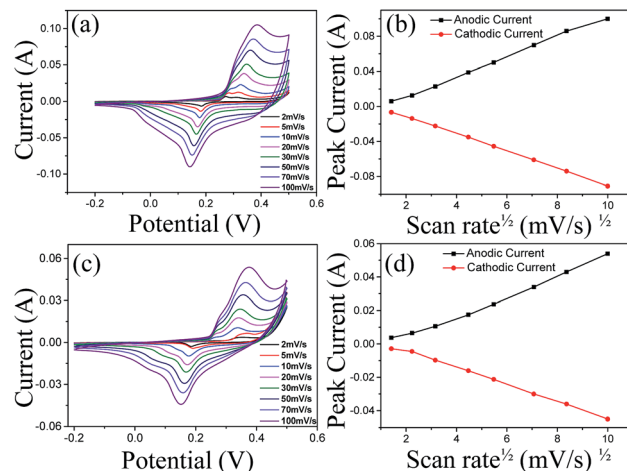 (a)
Current (A)
0.10
0.05
0.00
-0.05
-0.10
-0.2
0.0
0.2
0.4
0.6
Potential (V)
2mV/s
5mV/s
10mV/s
20mV/s
30mV/s
50mV/s
70mV/s
100mV/s
(b)
Peak Current (A)
0.08
0.04
0.00
-0.04
-0.08
2
4
6
8
10
Scan rate½ (mV/s) ½
Anodic Current
Cathodic Current
(c)
Current (A)
0.06
0.03
0.00
-0.03
-0.06
-0.2
0.0
0.2
0.4
0.6
Potential (V)
2mV/s
5mV/s
10mV/s
20mV/s
30mV/s
50mV/s
70mV/s
100mV/s
(d)
Peak Current (A)
0.06
0.04
0.02
0.00
-0.02
-0.04
2
4
6
8
10
Scan rate½ (mV/s) ½
Anodic Current
Cathodic Current